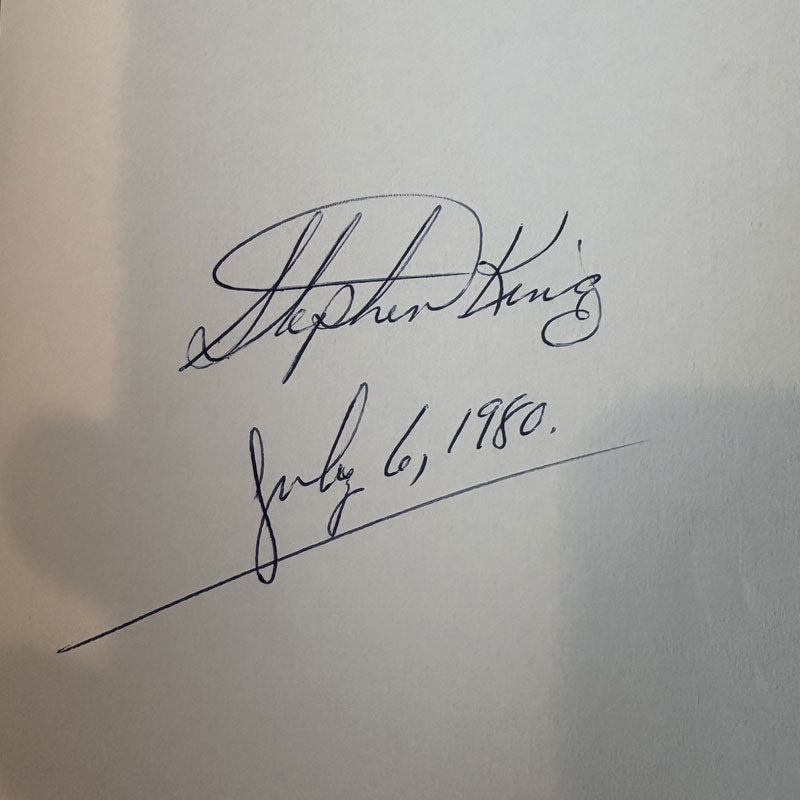 Stephen King
July 6, 1980.